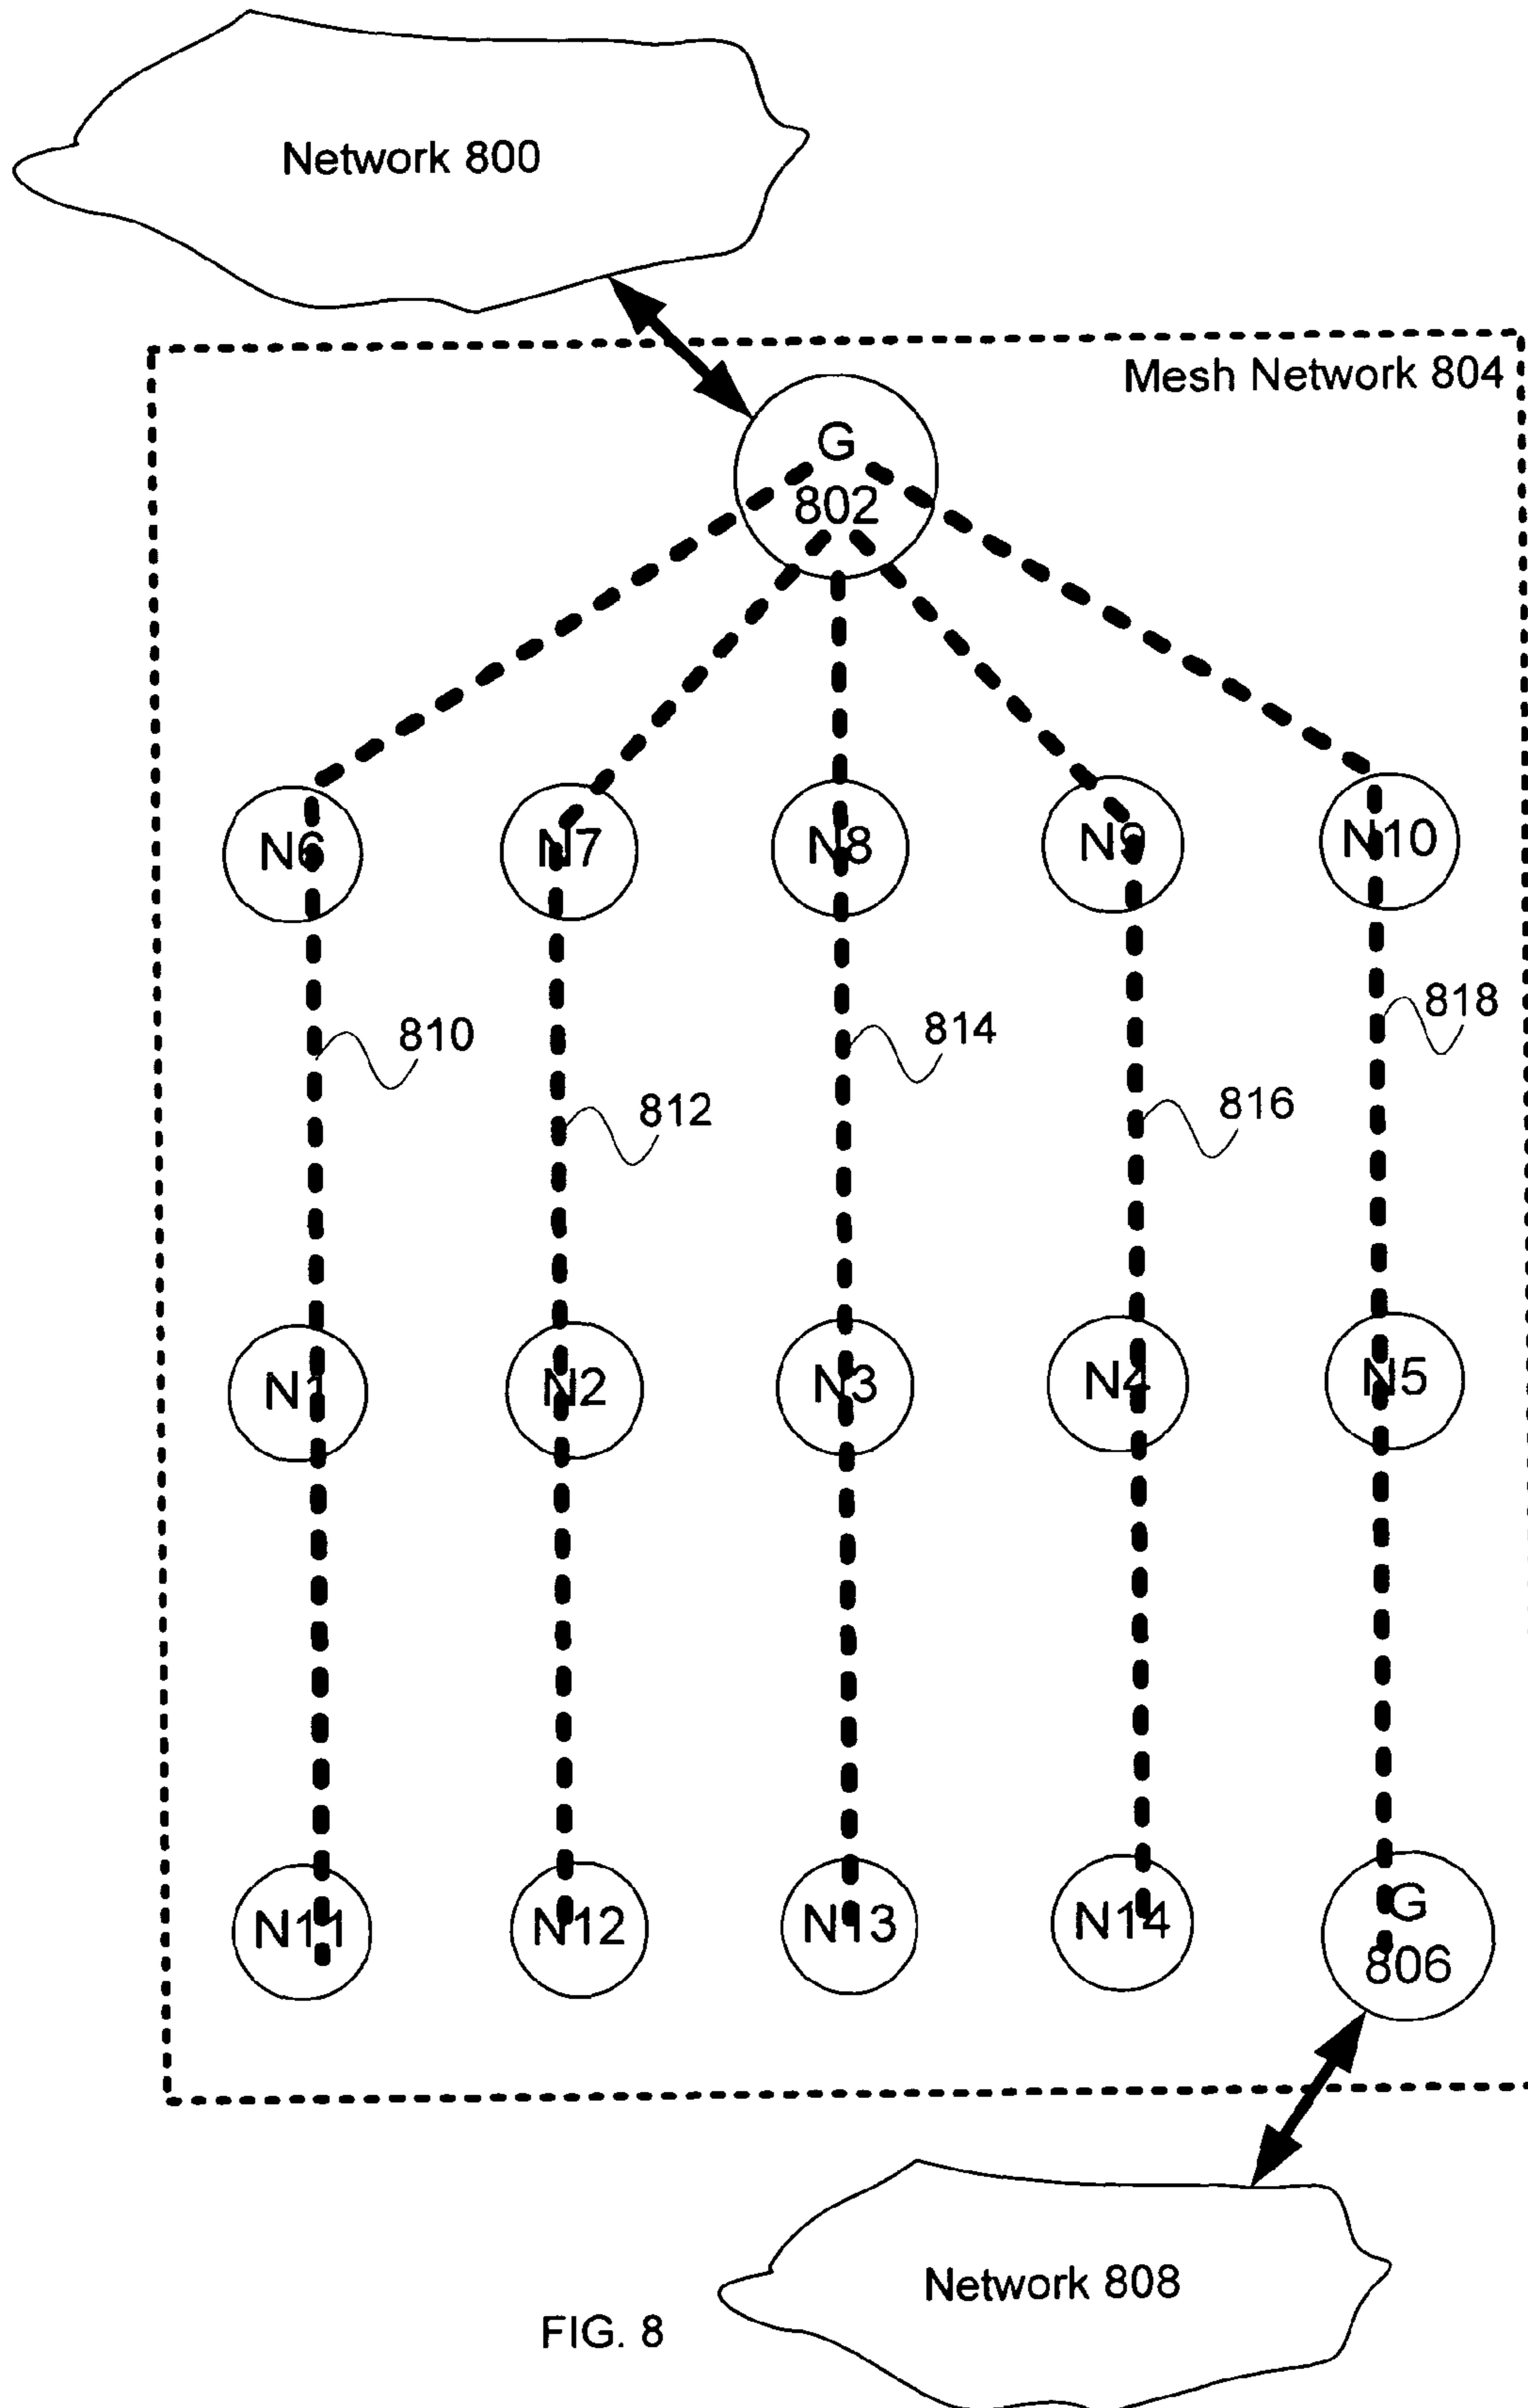 Network 800
Mesh Network 804
G
802
N6
N7
N8
N9
N10
810
812
814
816
818
N1
N2
N3
N4
N5
N11
N12
N13
N14
G
806
Network 808
FIG. 8